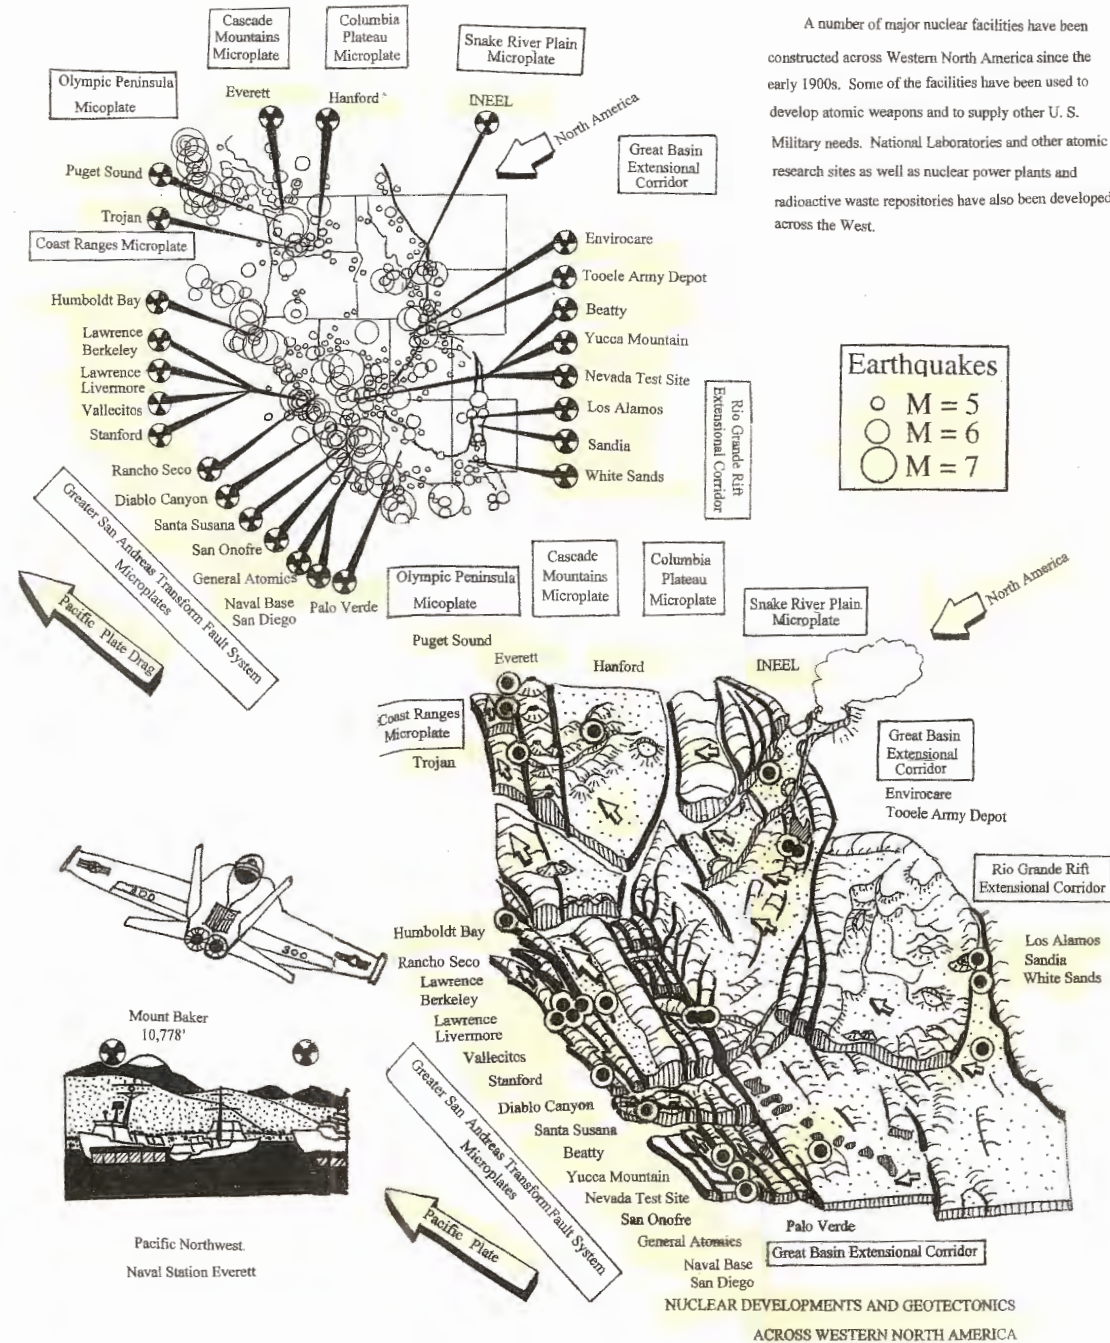 Cascade
Mountains
Microplate
Columbia
Plateau
Microplate
Snake River Plain
Microplate
Olympic Peninsula
Micoplate
Everett
Hanford
INEEL
North America
Great Basin
Extensional
Corridor
A number of major nuclear facilities have been
constructed across Western North America since the
early 1900s. Some of the facilities have been used to
develop atomic weapons and to supply other U. S.
Military needs. National Laboratories and other atomic
research sites as well as nuclear power plants and
radioactive waste repositories have also been developed
across the West.
Puget Sound
Trojan
Coast Ranges Microplate
Humboldt Bay
Lawrence
Berkeley
Lawrence
Livermore
Vallecitos
Stanford
Rancho Seco
Diablo Canyon
Santa Susana
San Onofre
General Atomics
Naval Base
San Diego
Palo Verde
Envirocare
Tooele Army Depot
Beatty
Yucca Mountain
Nevada Test Site
Los Alamos
Sandia
White Sands
Rio Grande Rift
Extensional Corridor
Earthquakes
M = 5
M = 6
M = 7
Greater San Andreas Transform Fault System
Microplates
Pacific Plate Drag
Olympic Peninsula
Micoplate
Cascade
Mountains
Microplate
Columbia
Plateau
Microplate
Snake River Plain
Microplate
North America
Puget Sound
Everett
Hanford
INEEL
Coast Ranges
Microplate
Trojan
Great Basin
Extensional
Corridor
Envirocare
Tooele Army Depot
Rio Grande Rift
Extensional Corridor
Los Alamos
Sandia
White Sands
Humboldt Bay
Rancho Seco
Lawrence
Berkeley
Lawrence
Livermore
Vallecitos
Stanford
Diablo Canyon
Santa Susana
Beatty
Yucca Mountain
Nevada Test Site
San Onofre
General Atomics
Naval Base
San Diego
Palo Verde
Great Basin Extensional Corridor
Greater San Andreas Transform Fault System
Microplates
Pacific Plate
300
Mount Baker
10,778'
Pacific Northwest.
Naval Station Everett
NUCLEAR DEVELOPMENTS AND GEOTECTONICS
ACROSS WESTERN NORTH AMERICA